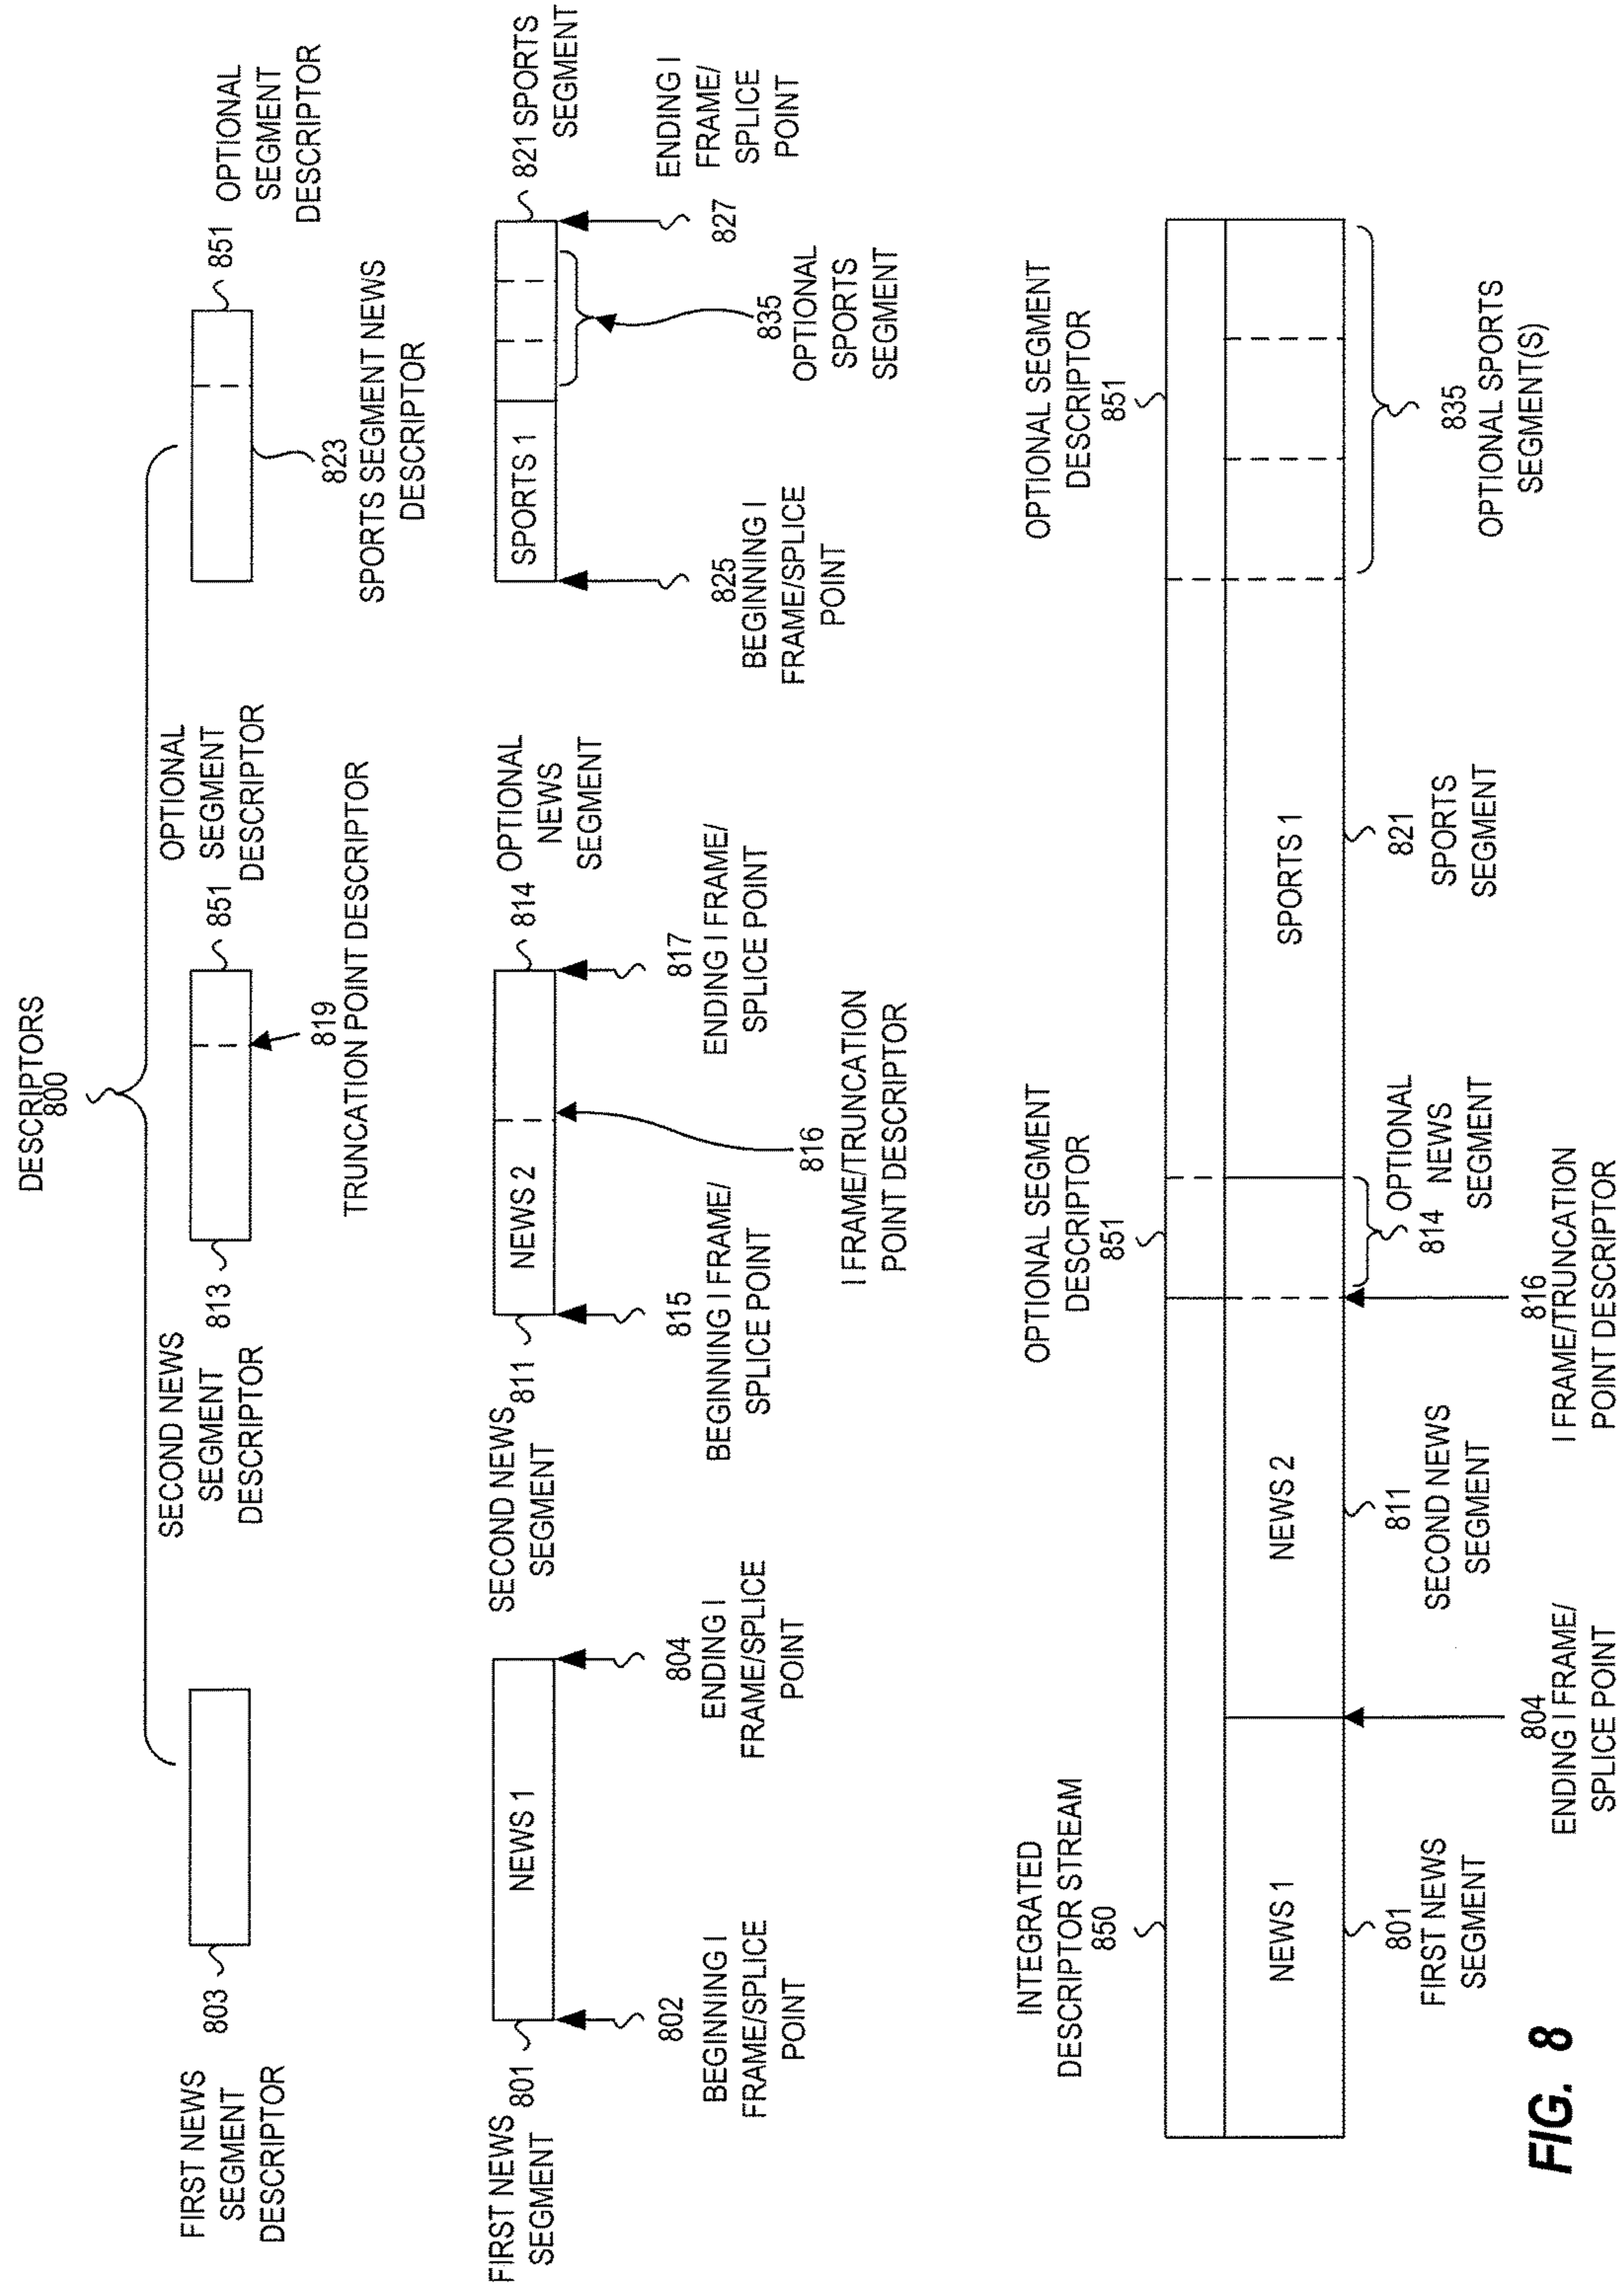 DESCRIPTORS
800
FIRST NEWS
SEGMENT
DESCRIPTOR
803
SECOND NEWS
SEGMENT
DESCRIPTOR
813
819
TRUNCATION POINT DESCRIPTOR
851
OPTIONAL
SEGMENT
DESCRIPTOR
823
SPORTS SEGMENT NEWS
DESCRIPTOR
851
OPTIONAL
SEGMENT
DESCRIPTOR
FIRST NEWS
SEGMENT
801
NEWS 1
802
BEGINNING I
FRAME/SPLICE
POINT
804
ENDING I
FRAME/SPLICE
POINT
SECOND NEWS
SEGMENT
811
NEWS 2
814
OPTIONAL
NEWS
SEGMENT
815
BEGINNING I FRAME/
SPLICE POINT
816
I FRAME/TRUNCATION
POINT DESCRIPTOR
817
ENDING I FRAME/
SPLICE POINT
SPORTS 1
821 SPORTS
SEGMENT
825
BEGINNING I
FRAME/SPLICE
POINT
835
OPTIONAL
SPORTS
SEGMENT
827
ENDING I
FRAME/
SPLICE
POINT
INTEGRATED
DESCRIPTOR STREAM
850
OPTIONAL SEGMENT
DESCRIPTOR
851
OPTIONAL SEGMENT
DESCRIPTOR
851
NEWS 1
NEWS 2
SPORTS 1
801
FIRST NEWS
SEGMENT
804
ENDING I FRAME/
SPLICE POINT
811
SECOND NEWS
SEGMENT
816
I FRAME/TRUNCATION
POINT DESCRIPTOR
814
OPTIONAL
NEWS
SEGMENT
821
SPORTS
SEGMENT
835
OPTIONAL SPORTS
SEGMENT(S)
FIG. 8